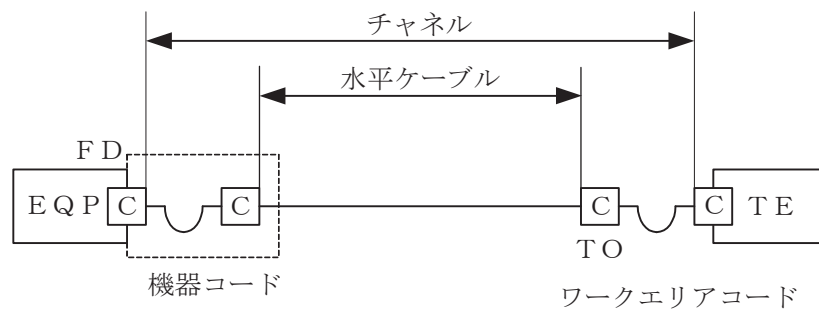 チャネル
水平ケーブル
ＦＤ
ＥＱＰ Ｃ Ｃ Ｃ Ｃ ＴＥ
ＴＯ
機器コード
ワークエリアコード